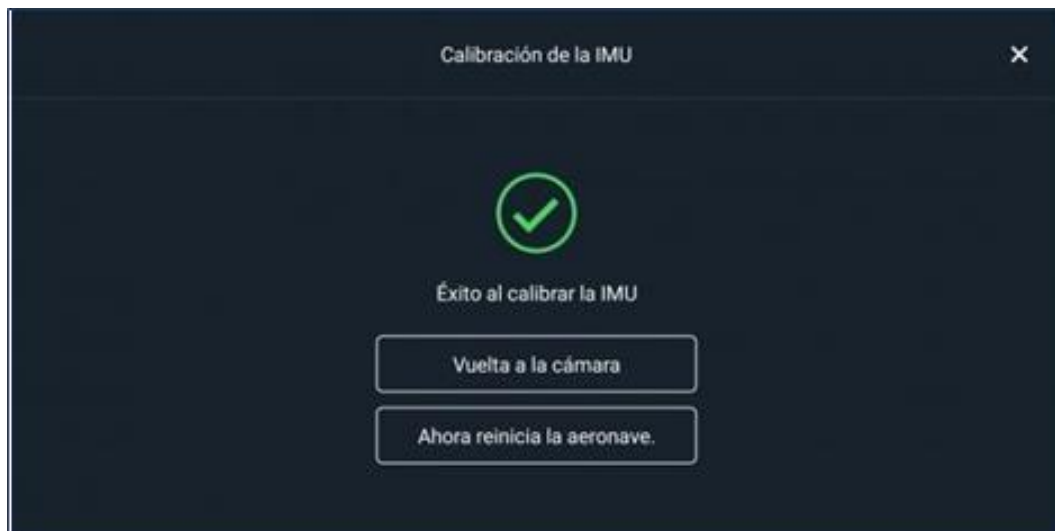 Calibración de la IMU
Éxito al calibrar la IMU
Vuelta a la cámara
Ahora reinicia la aeronave.